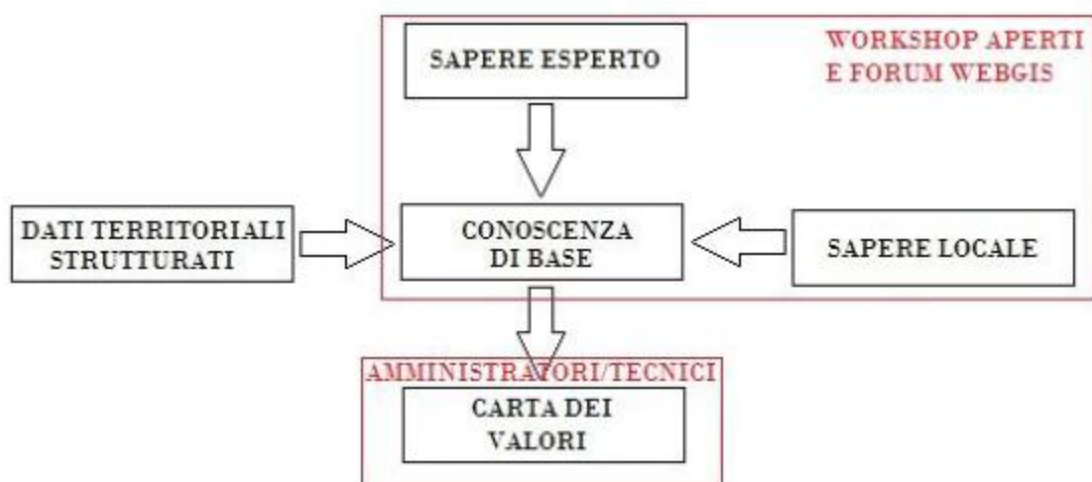 SAPERE ESPERTO
WORKSHOP APERTI
E FORUM WEBGIS
DATI TERRITORIALI
STRUTTURATI
CONOSCENZA
DI BASE
SAPERE LOCALE
AMMINISTRATORI/TECNICI
CARTA DEI
VALORI